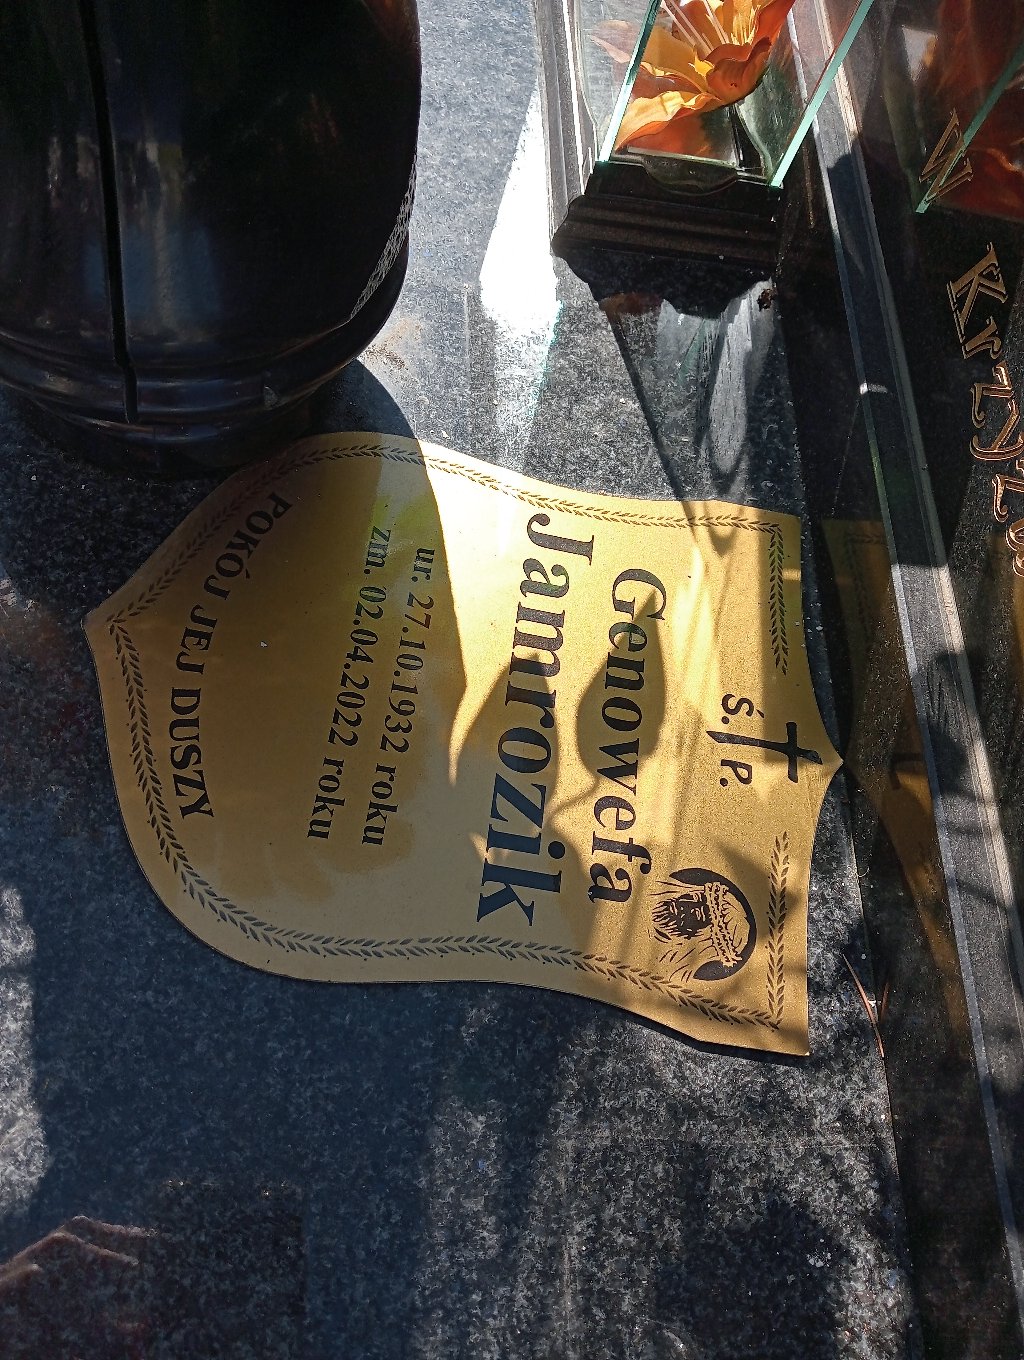 Ś. P.
Genowefa
Jamrozik
ur. 27.10.1932 roku
zm. 02.04.2022 roku
POKÓJ JEJ DUSZY
W